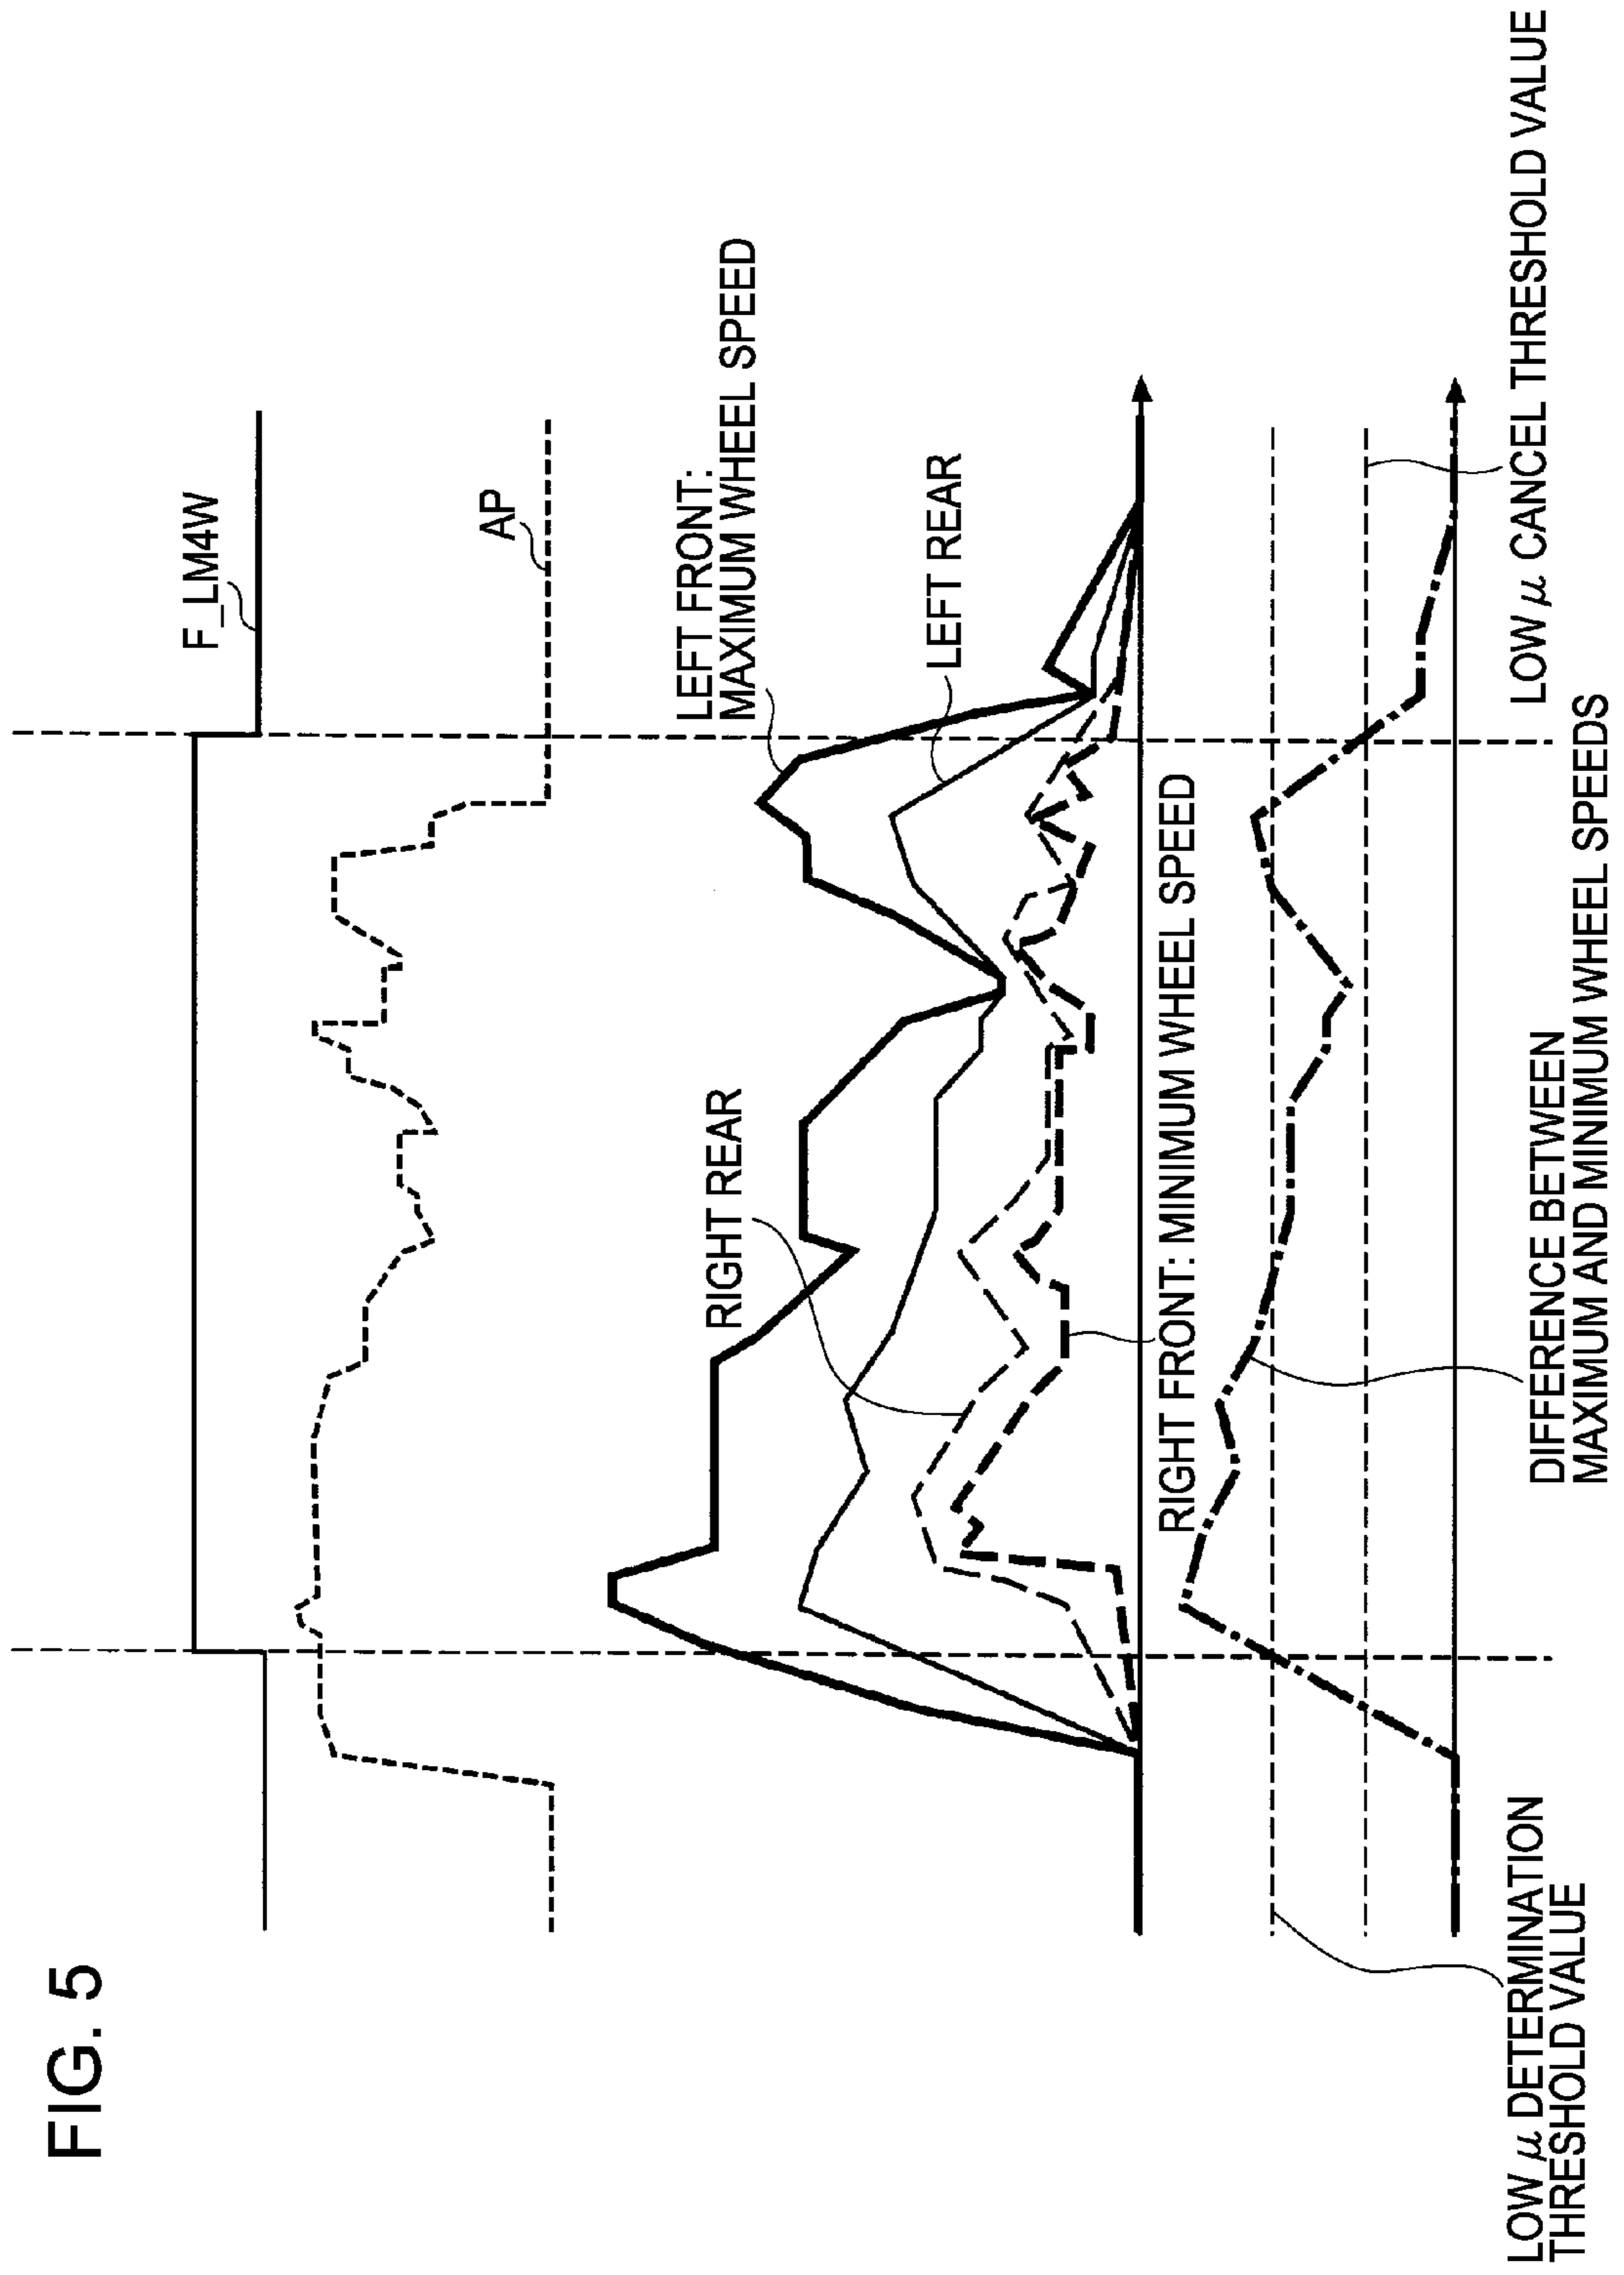 FIG. 5
F_LM4W
AP
LEFT FRONT:
MAXIMUM WHEEL SPEED
LEFT REAR
RIGHT REAR
RIGHT FRONT: MINIMUM WHEEL SPEED
LOW μ DETERMINATION
THRESHOLD VALUE
DIFFERENCE BETWEEN
MAXIMUM AND MINIMUM WHEEL SPEEDS
LOW μ CANCEL THRESHOLD VALUE